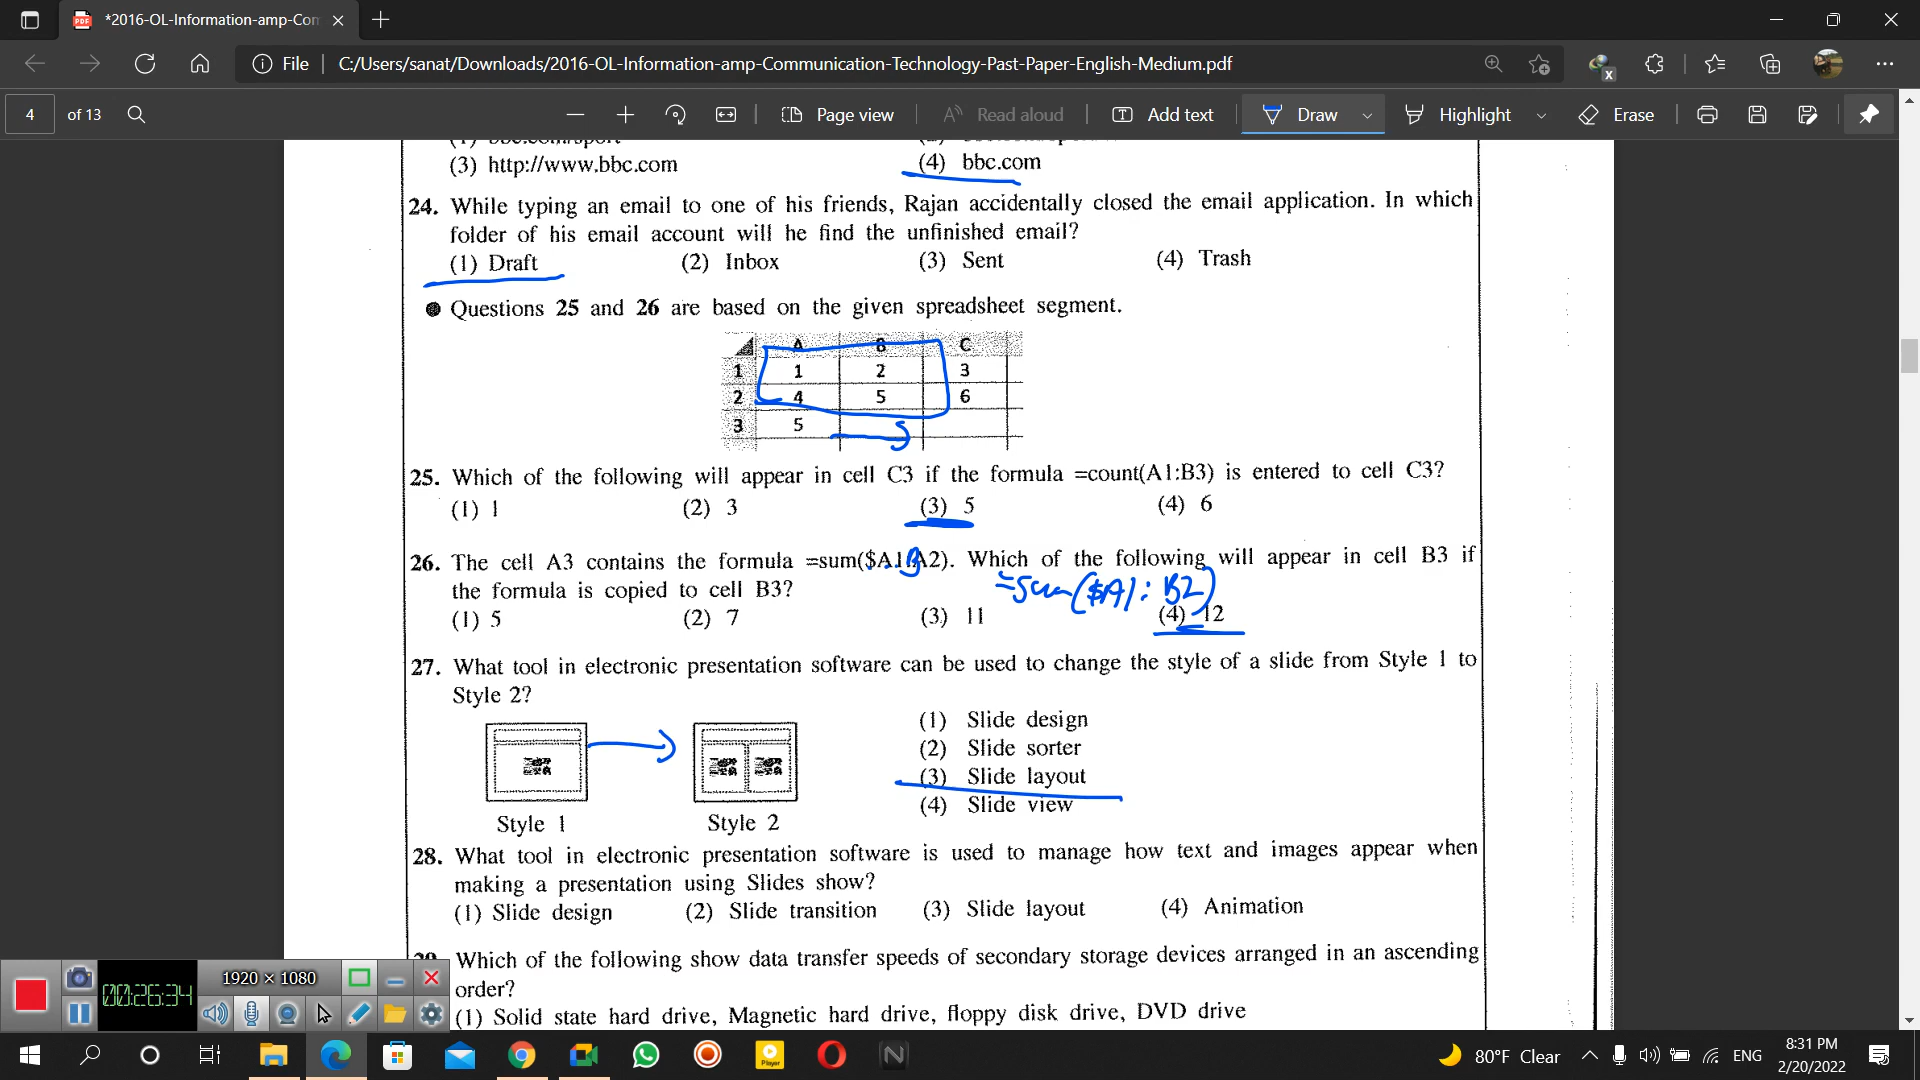 *2016-OL-Information-amp-Con
File C:/Users/sanat/Downloads/2016-OL-Information-amp-Communication-Technology-Past-Paper-English-Medium.pdf
4 of 13 Page view Read aloud Add text Draw Highlight Erase
(3) http://www.bbc.com (4) bbc.com
24. While typing an email to one of his friends, Rajan accidentally closed the email application. In which
folder of his email account will he find the unfinished email?
(1) Draft (2) Inbox (3) Sent (4) Trash
Questions 25 and 26 are based on the given spreadsheet segment.
A B C
1 1 2 3
2 4 5 6
3 5
25. Which of the following will appear in cell C3 if the formula =count(A1:B3) is entered to cell C3?
(1) 1 (2) 3 (3) 5 (4) 6
26. The cell A3 contains the formula =sum($A1:A2). Which of the following will appear in cell B3 if
the formula is copied to cell B3?
=Sum($A1:B2)
(1) 5 (2) 7 (3) 11 (4) 12
27. What tool in electronic presentation software can be used to change the style of a slide from Style 1 to
Style 2?
(1) Slide design
(2) Slide sorter
(3) Slide layout
(4) Slide view
Style 1 Style 2
28. What tool in electronic presentation software is used to manage how text and images appear when
making a presentation using Slides show?
(1) Slide design (2) Slide transition (3) Slide layout (4) Animation
29. Which of the following show data transfer speeds of secondary storage devices arranged in an ascending
order?
(1) Solid state hard drive, Magnetic hard drive, floppy disk drive, DVD drive
1920 × 1080
00:26:34
80°F Clear ENG 8:31 PM
2/20/2022